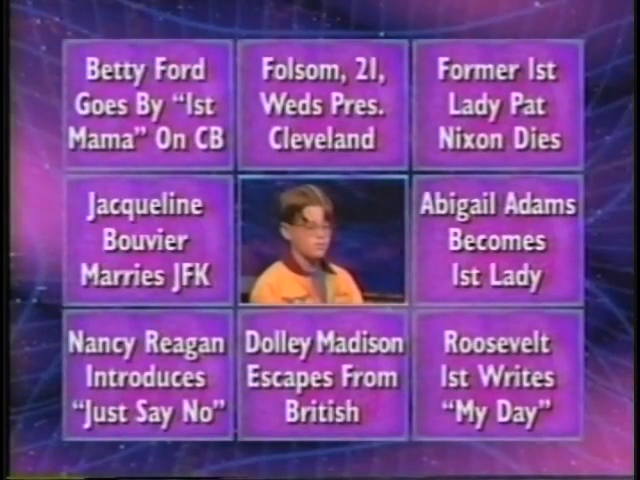 Betty Ford
Goes By "1st
Mama" On CB
Folsom, 21,
Weds Pres.
Cleveland
Former 1st
Lady Pat
Nixon Dies
Jacqueline
Bouvier
Marries JFK
Abigail Adams
Becomes
1st Lady
Nancy Reagan
Introduces
"Just Say No"
Dolley Madison
Escapes From
British
Roosevelt
1st Writes
"My Day"